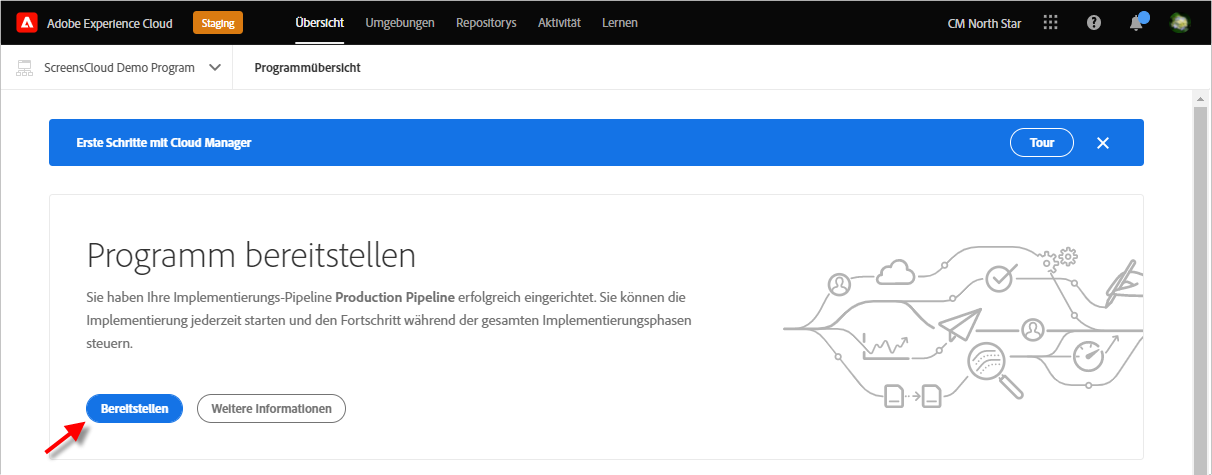 Adobe Experience Cloud Staging Übersicht Umgebungen Repositorys Aktivität Lernen CM North Star
ScreensCloud Demo Program Programmübersicht
Erste Schritte mit Cloud Manager Tour
Programm bereitstellen
Sie haben Ihre Implementierungs-Pipeline Production Pipeline erfolgreich eingerichtet. Sie können die
Implementierung jederzeit starten und den Fortschritt während der gesamten Implementierungsphasen
steuern.
Bereitstellen Weitere Informationen